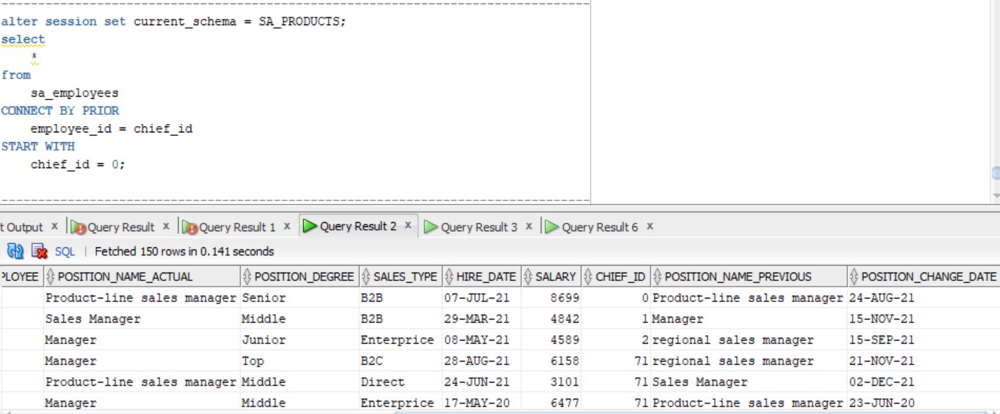 alter session set current_schema = SA_PRODUCTS;
select
*
from
sa_employees
CONNECT BY PRIOR
employee_id = chief_id
START WITH
chief_id = 0;
t Output x Query Result x Query Result 1 x Query Result 2 x Query Result 3 x Query Result 6 x
SQL | Fetched 150 rows in 0.141 seconds
PLOYEE POSITION_NAME_ACTUAL POSITION_DEGREE SALES_TYPE HIRE_DATE SALARY CHIEF_ID POSITION_NAME_PREVIOUS POSITION_CHANGE_DATE
Product-line sales manager Senior B2B 07-JUL-21 8699 0 Product-line sales manager 24-AUG-21
Sales Manager Middle B2B 29-MAR-21 4842 1 Manager 15-NOV-21
Manager Junior Enterprice 08-MAY-21 4589 2 regional sales manager 15-SEP-21
Manager Top B2C 28-AUG-21 6158 71 regional sales manager 21-NOV-21
Product-line sales manager Middle Direct 24-JUN-21 3101 71 Sales Manager 02-DEC-21
Manager Middle Enterprice 17-MAY-20 6477 71 Product-line sales manager 23-JUN-20